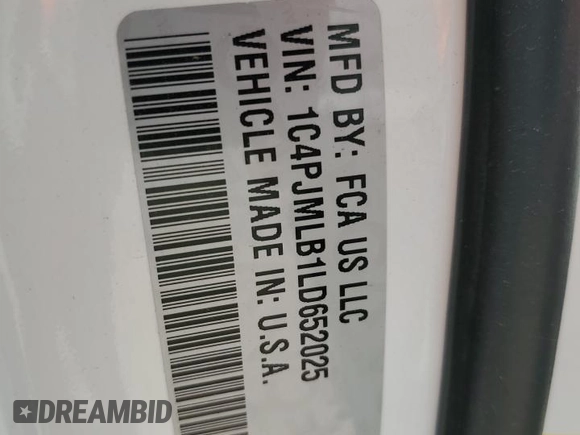 MFD BY: FCA US LLC
VIN: 1C4PJMLB1LD652025
VEHICLE MADE IN: U.S.A.
DREAMBID